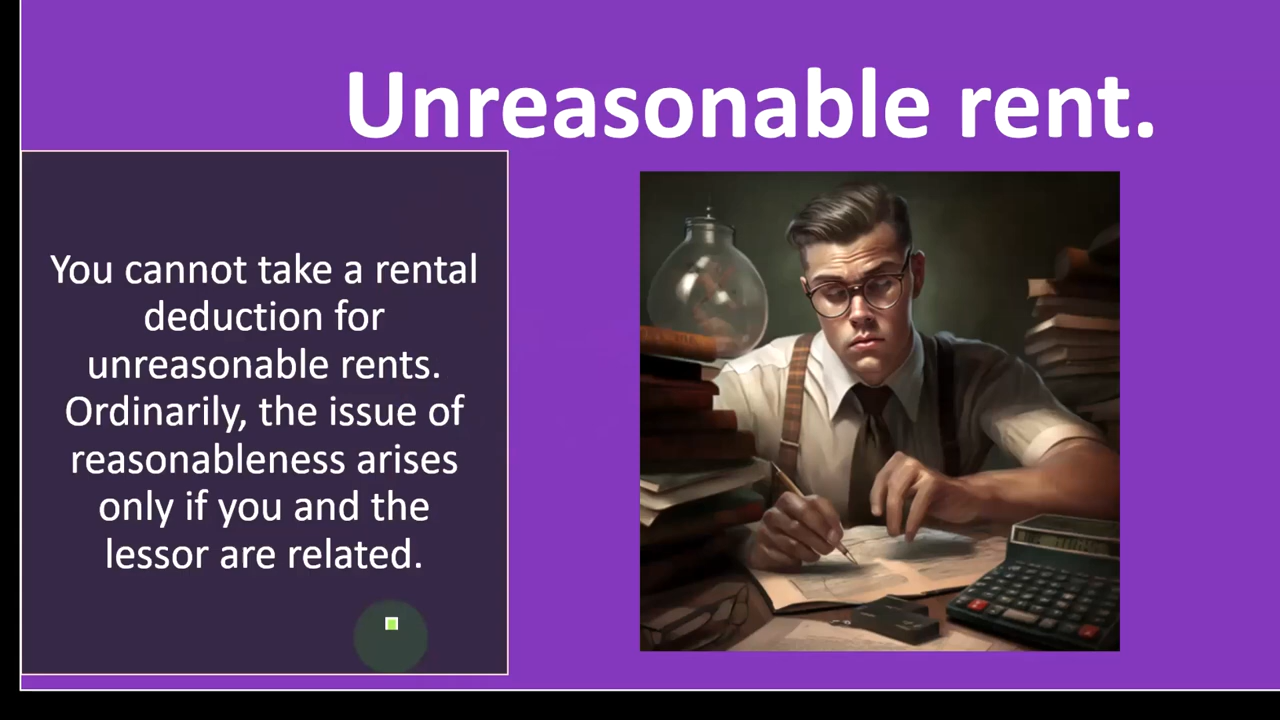 Unreasonable rent.
You cannot take a rental
deduction for
unreasonable rents.
Ordinarily, the issue of
reasonableness arises
only if you and the
lessor are related.